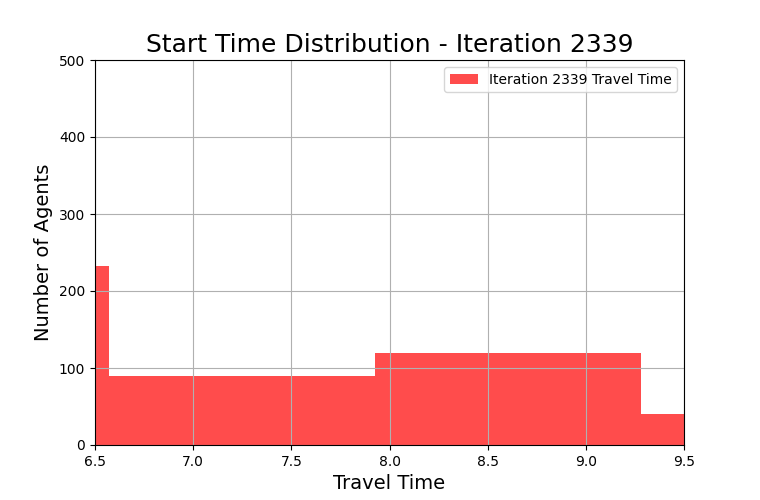 Start Time Distribution - Iteration 2339
Iteration 2339 Travel Time
Number of Agents
500
400
300
200
100
0
6.5 7.0 7.5 8.0 8.5 9.0 9.5
Travel Time